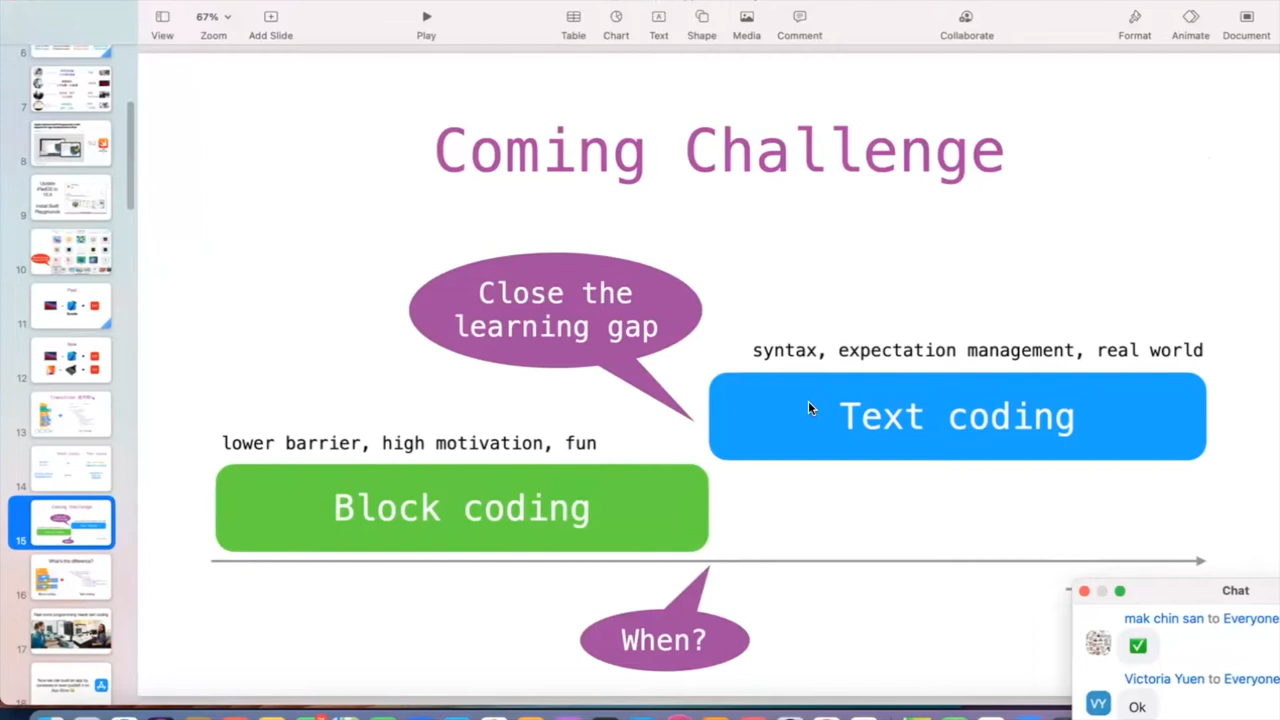 67%
View
Zoom
Add Slide
Play
Table
Chart
Text
Shape
Media
Comment
Collaborate
Format
Animate
Document
6
7
8
9
10
11
12
13
14
15
16
17
18
Coming Challenge
Close the
learning gap
syntax, expectation management, real world
Text coding
lower barrier, high motivation, fun
Block coding
When?
Chat
mak chin san to Everyone
✅
Victoria Yuen to Everyone
VY
Ok